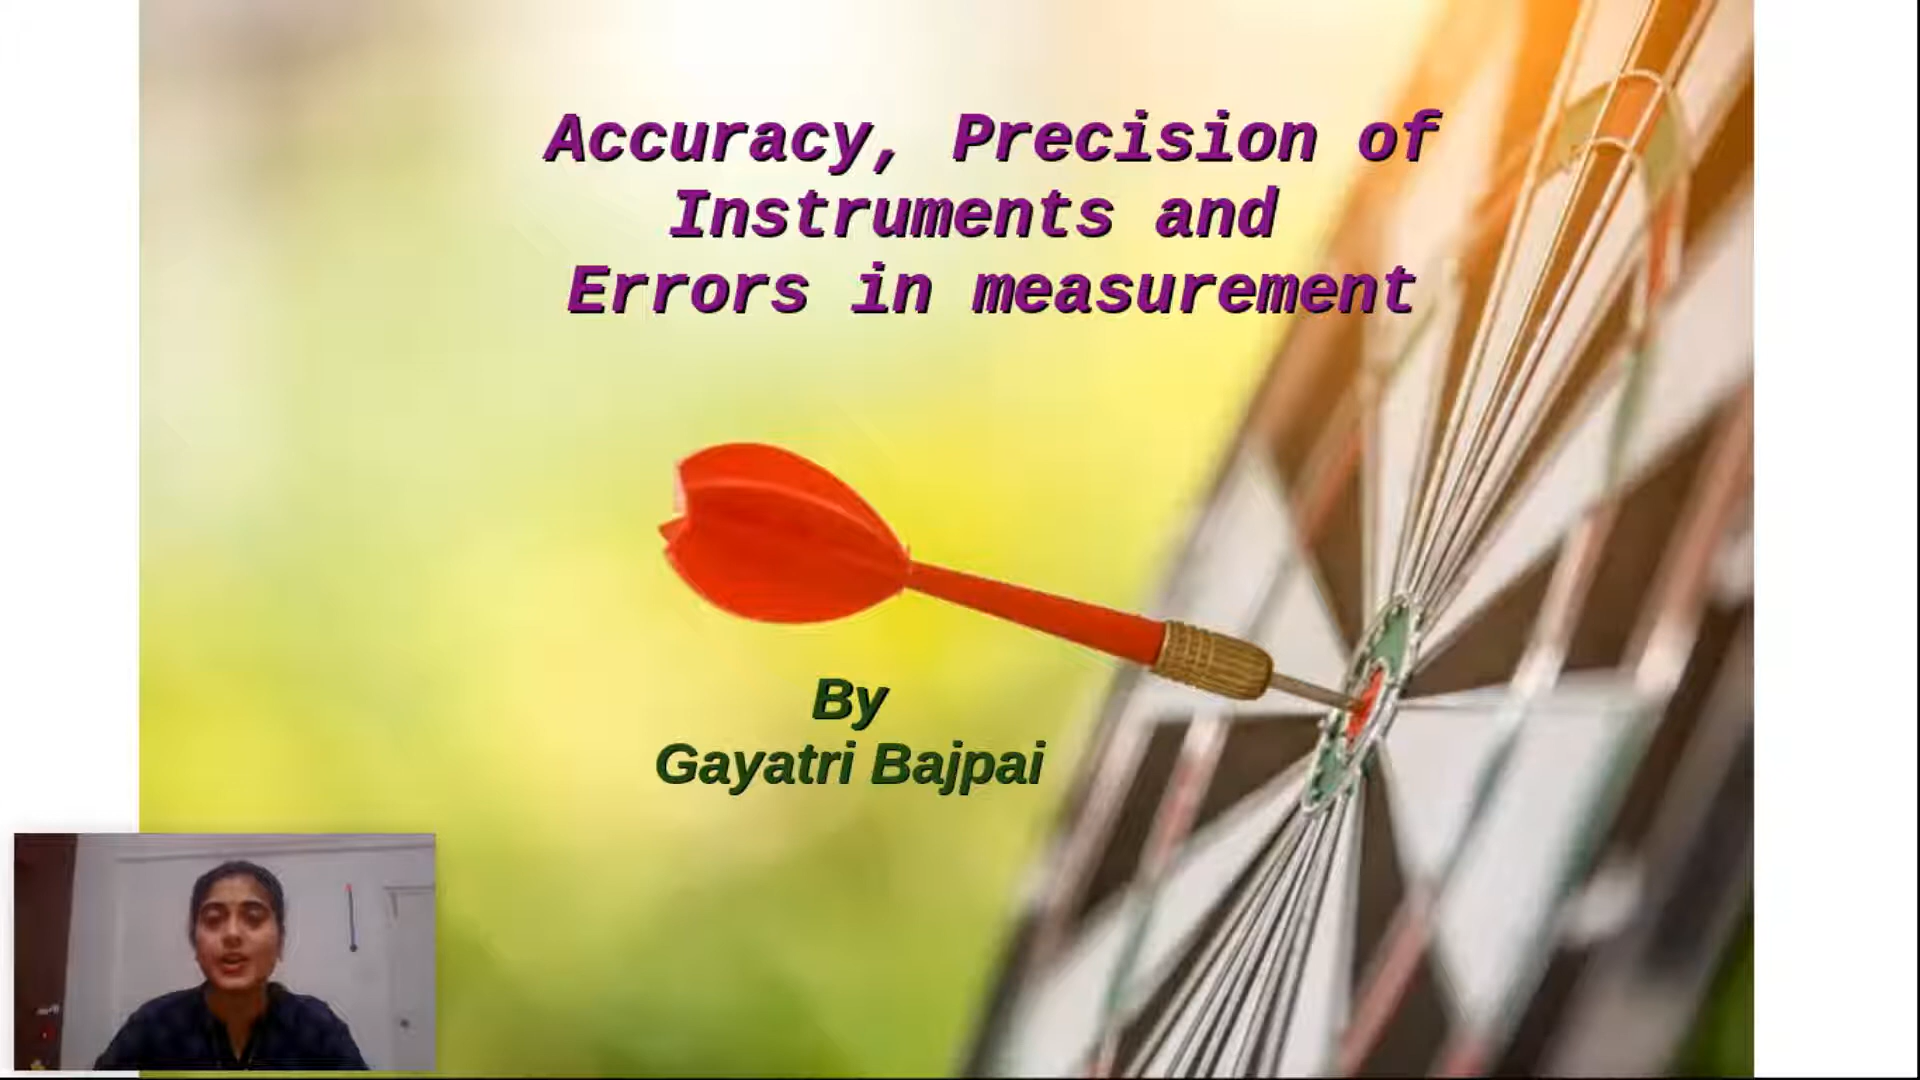 Accuracy, Precision of
Instruments and
Errors in measurement
By
Gayatri Bajpai